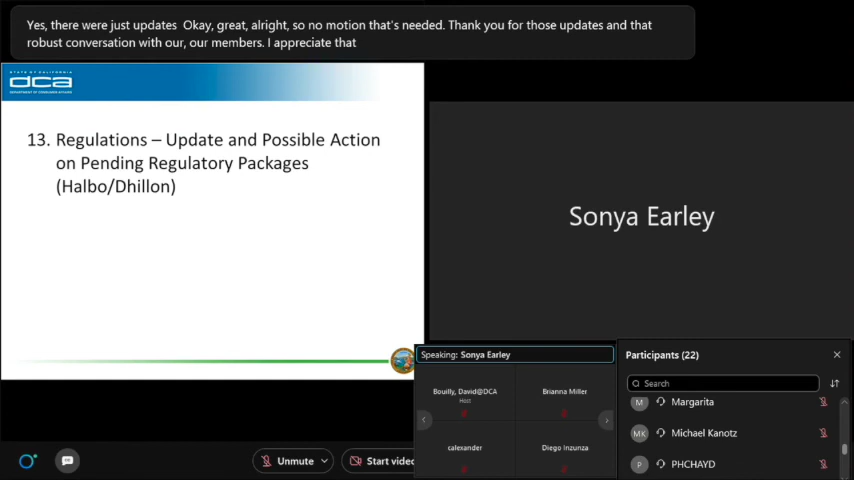 Yes, there were just updates Okay, great, alright, so no motion that's needed. Thank you for those updates and that
robust conversation with our, our members. I appreciate that
STATE OF CALIFORNIA
dca
DEPARTMENT OF CONSUMER AFFAIRS
13. Regulations – Update and Possible Action
on Pending Regulatory Packages
(Halbo/Dhillon)
Sonya Earley
Speaking: Sonya Earley
Bouilly, David@DCA
Host
Brianna Miller
calexander
Diego Inzunza
Participants (22)
Search
M Margarita
MK Michael Kanotz
P PHCHAYD
Unmute
Start video